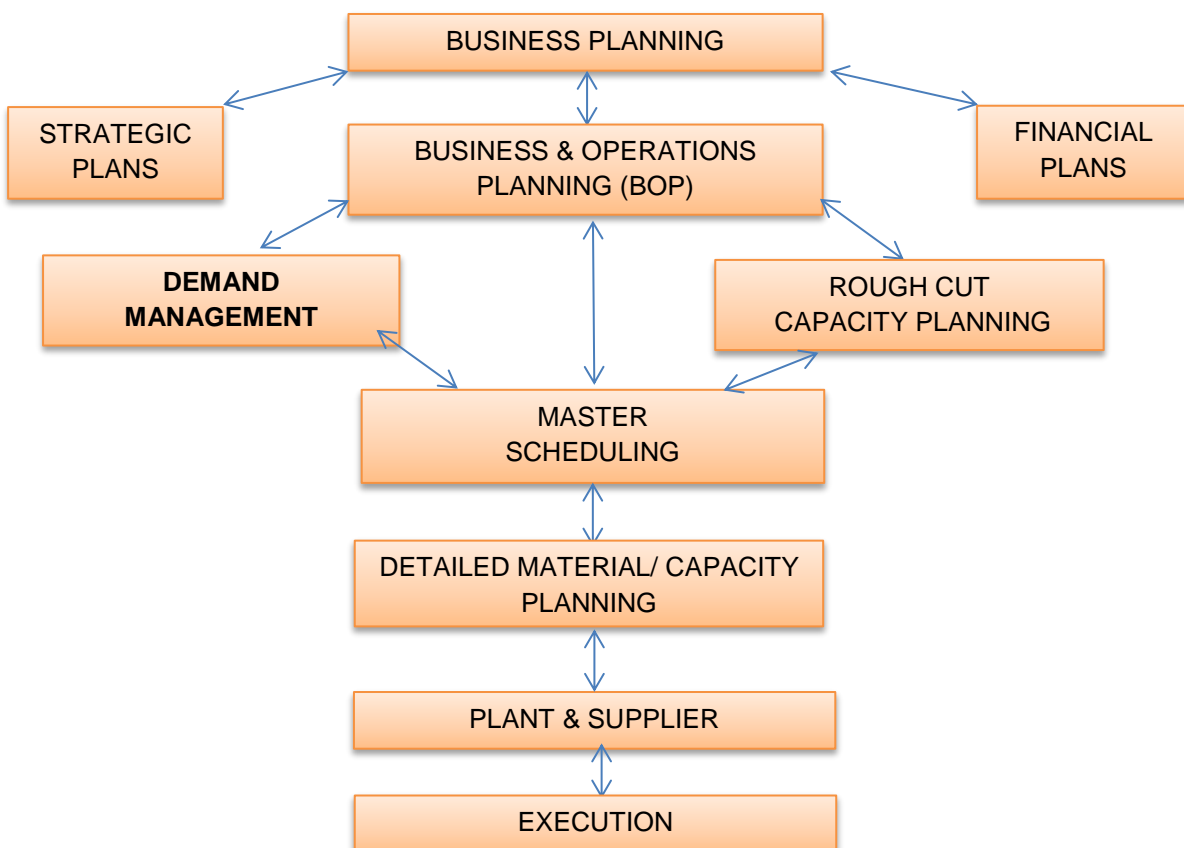 BUSINESS PLANNING
STRATEGIC
PLANS
BUSINESS & OPERATIONS
PLANNING (BOP)
FINANCIAL
PLANS
DEMAND
MANAGEMENT
ROUGH CUT
CAPACITY PLANNING
MASTER
SCHEDULING
DETAILED MATERIAL/ CAPACITY
PLANNING
PLANT & SUPPLIER
EXECUTION